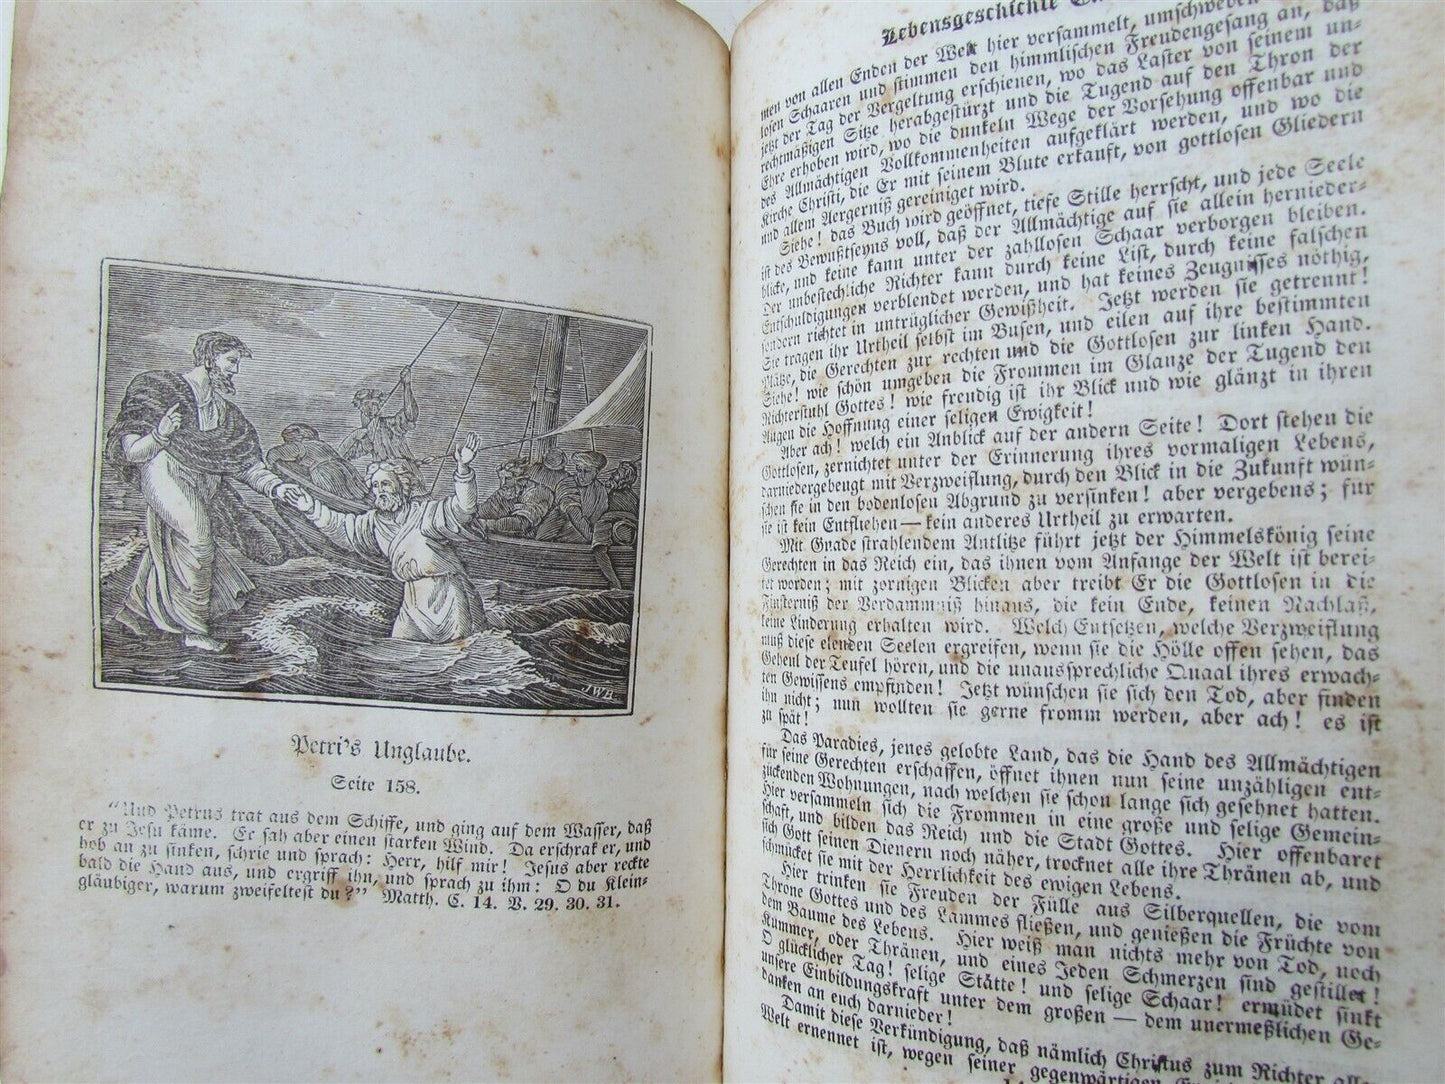 JWB.
Petri's Unglaube.
Seite 158.
"Und Petrus trat aus dem Schiffe, und ging auf dem Wasser, daß
er zu Jesu käme. Er sah aber einen starken Wind. Da erschrak er, und
hob an zu sinken, schrie und sprach: Herr, hilf mir! Jesus aber reckte
bald die Hand aus, und ergriff ihn, und sprach zu ihm: O du Klein-
gläubiger, warum zweifeltest du?" Matth. C. 14. V. 29. 30. 31.
Lebensgeschichte
men von allen Enden der Welt hier versammelt, umschweben
losen Schaaren und stimmen den himmlischen Freudengesang an, daß
jetzt der Tag der Vergeltung erschienen, wo das Laster von seinem un-
rechtmäßigen Sitze herabgestürzt und die Tugend auf den Thron der
Ehre erhoben wird, wo die dunkeln Wege der Vorsehung offenbar und
des Allmächtigen Vollkommenheiten aufgeklärt werden, und wo die
Kirche Christi, die Er mit seinem Blute erkauft, von gottlosen Gliedern
und allem Aergerniß gereiniget wird.
Siehe! das Buch wird geöffnet, tiefe Stille herrscht, und jede Seele
ist des Bewußtseyns voll, daß der Allmächtige auf sie allein hernieder-
blicke, und keine kann unter der zahllosen Schaar verborgen bleiben.
Der unbestechliche Richter kann durch keine List, durch keine falschen
Entschuldigungen verblendet werden, und hat keines Zeugnisses nöthig,
sondern richtet in untrüglicher Gewißheit. Jetzt werden sie getrennt!
Sie tragen ihr Urtheil selbst im Busen, und eilen auf ihre bestimmten
Plätze, die Gerechten zur rechten und die Gottlosen zur linken Hand.
Siehe! wie schön umgeben die Frommen im Glanze der Tugend den
Richterstuhl Gottes! wie freudig ist ihr Blick und wie glänzt in ihren
Augen die Hoffnung einer seligen Ewigkeit!
Aber ach! welch ein Anblick auf der andern Seite! Dort stehen die
Gottlosen, zernichtet unter der Erinnerung ihres vormaligen Lebens,
darniedergebeugt mit Verzweiflung, durch den Blick in die Zukunft wün-
schen sie in den bodenlosen Abgrund zu versinken! aber vergebens; für
sie ist kein Entfliehen — kein anderes Urtheil zu erwarten.
Mit Gnade strahlendem Antlitze führt jetzt der Himmelskönig seine
Gerechten in das Reich ein, das ihnen vom Anfange der Welt ist berei-
tet worden; mit zornigen Blicken aber treibt Er die Gottlosen in die
Finsterniß der Verdammniß hinaus, die kein Ende, keinen Nachlaß,
keine Linderung erhalten wird. Welch Entsetzen, welche Verzweiflung
muß diese elenden Seelen ergreifen, wenn sie die Hölle offen sehen, das
Geheul der Teufel hören, und die unaussprechliche Quaal ihres erwach-
ten Gewissens empfinden! Jetzt wünschen sie sich den Tod, aber finden
ihn nicht; nun wollten sie gerne fromm werden, aber ach! es ist
zu spät!
Das Paradies, jenes gelobte Land, das die Hand des Allmächtigen
für seine Gerechten erschaffen, öffnet ihnen nun seine unzähligen ent-
zückenden Wohnungen, nach welchen sie schon lange sich gesehnet hatten.
Hier versammeln sich die Frommen in eine große und selige Gemein-
schaft, und bilden das Reich und die Stadt Gottes. Hier offenbaret
sich Gott seinen Dienern noch näher, trocknet alle ihre Thränen ab, und
schmücket sie mit der Herrlichkeit des ewigen Lebens.
Hier trinken sie Freuden der Fülle aus Silberquellen, die vom
Throne Gottes und des Lammes fließen, und genießen die Früchte von
dem Baume des Lebens. Hier weiß man nichts mehr von Tod, noch
Kummer, oder Thränen, und eines Jeden Schmerzen sind gestillet!
O glücklicher Tag! selige Stätte! und selige Schaar! ermüdet sinkt
unsre Einbildungskraft unter dem großen — dem unermeßlichen Ge-
danken an euch darnieder!
Damit diese Verkündigung, daß nämlich Christus zum Richter aller
Welt ernennet ist, wegen seiner gegenwärtigen